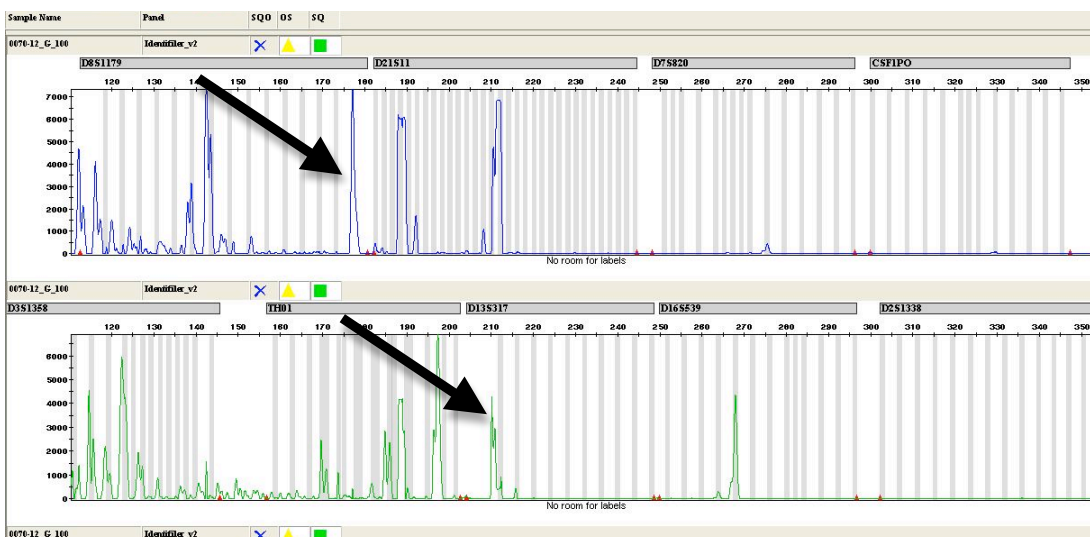 Sample Name Panel SQO OS SQ
0070-12_G_100 Identifiler_v2
D8S1179 D21S11 D7S820 CSF1PO
120 130 140 150 160 170 180 190 200 210 220 230 240 250 260 270 280 290 300 310 320 330 340 350
7000
6000
5000
4000
3000
2000
1000
0
No room for labels
0070-12_G_100 Identifiler_v2
D3S1358 TH01 D13S317 D16S539 D2S1338
120 130 140 150 160 170 180 190 200 210 220 230 240 250 260 270 280 290 300 310 320 330 340 350
6000
5000
4000
3000
2000
1000
0
No room for labels
0070-12_G_100 Identifiler_v2